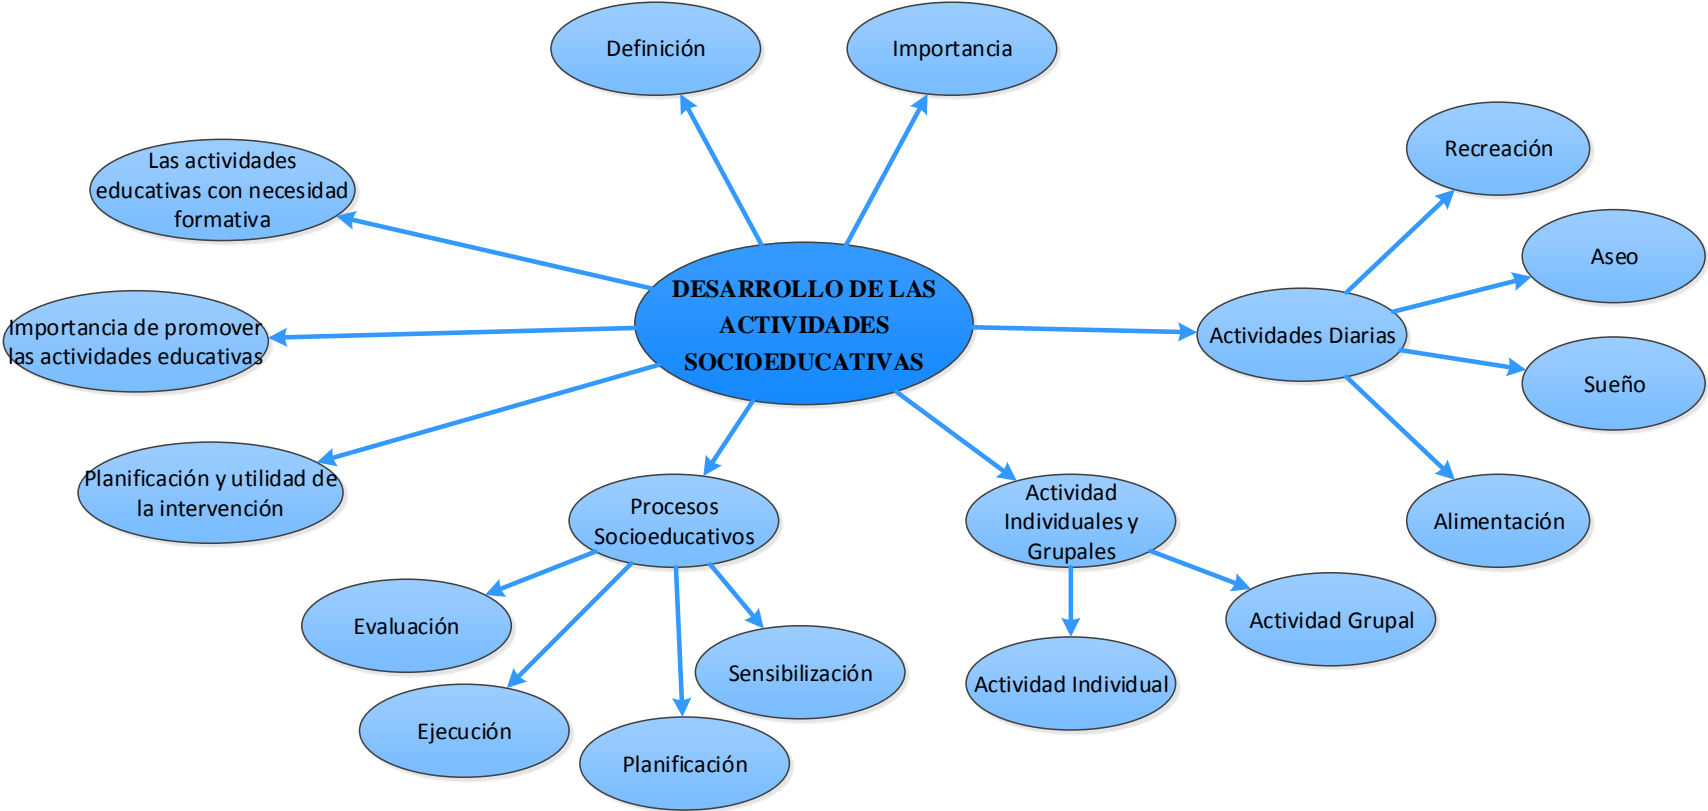 Definición
Importancia
Recreación
Las actividades
educativas con necesidad
formativa
Aseo
DESARROLLO DE LAS
ACTIVIDADES
SOCIOEDUCATIVAS
Importancia de promover
las actividades educativas
Actividades Diarias
Sueño
Planificación y utilidad de
la intervención
Procesos
Socioeducativos
Actividad
Individuales y
Grupales
Alimentación
Evaluación
Actividad Grupal
Sensibilización
Actividad Individual
Ejecución
Planificación